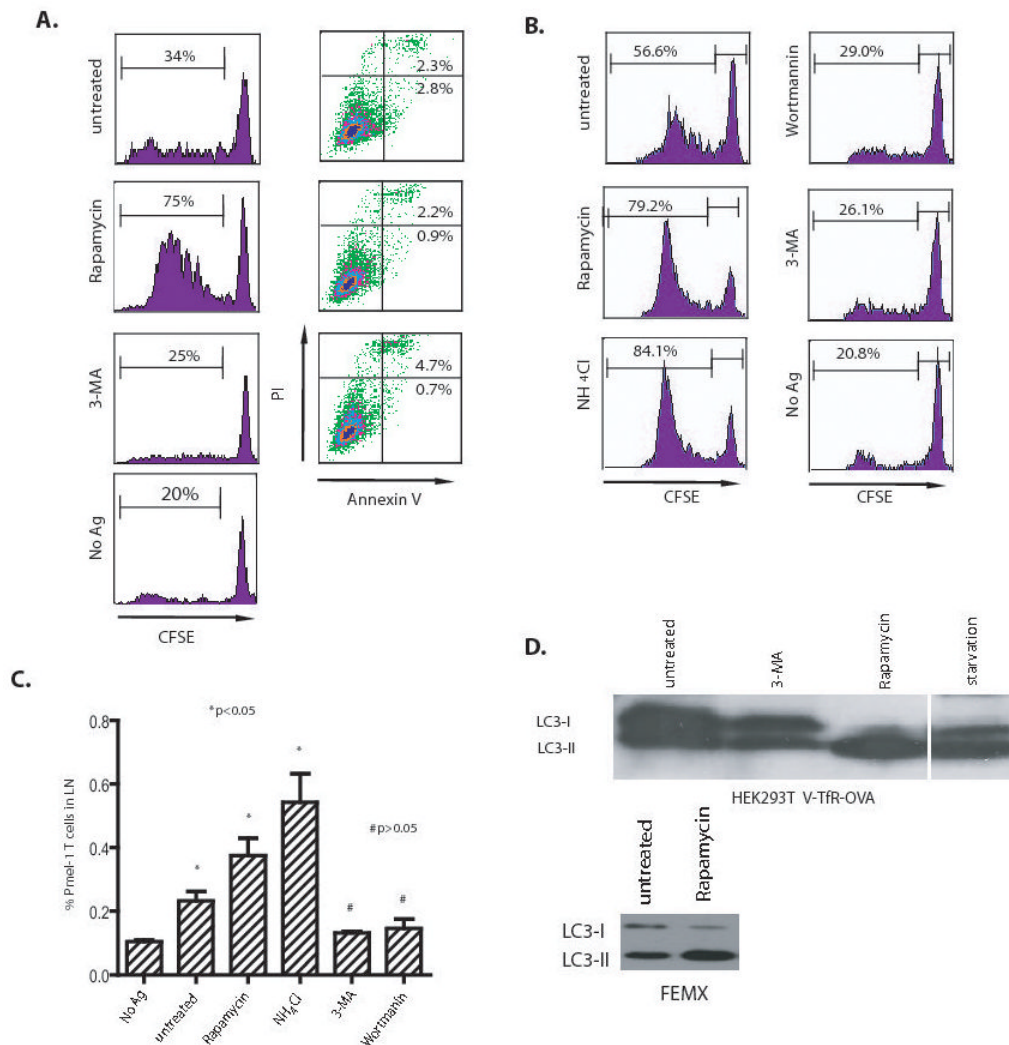 A.
untreated
34%
2.3%
2.8%
Rapamycin
75%
2.2%
0.9%
3-MA
25%
4.7%
0.7%
PI
Annexin V
No Ag
20%
CFSE
B.
untreated
56.6%
Wortmannin
29.0%
Rapamycin
79.2%
3-MA
26.1%
NH 4Cl
84.1%
No Ag
20.8%
CFSE
CFSE
C.
% Pmel-1 T cells in LN
0.8
0.6
0.4
0.2
0.0
*p<0.05
#p>0.05
*
*
*
#
#
No Ag
untreated
Rapamycin
NH4Cl
3-MA
Wortmanin
D.
untreated
3-MA
Rapamycin
starvation
LC3-I
LC3-II
HEK293T V-TfR-OVA
untreated
Rapamycin
LC3-I
LC3-II
FEMX